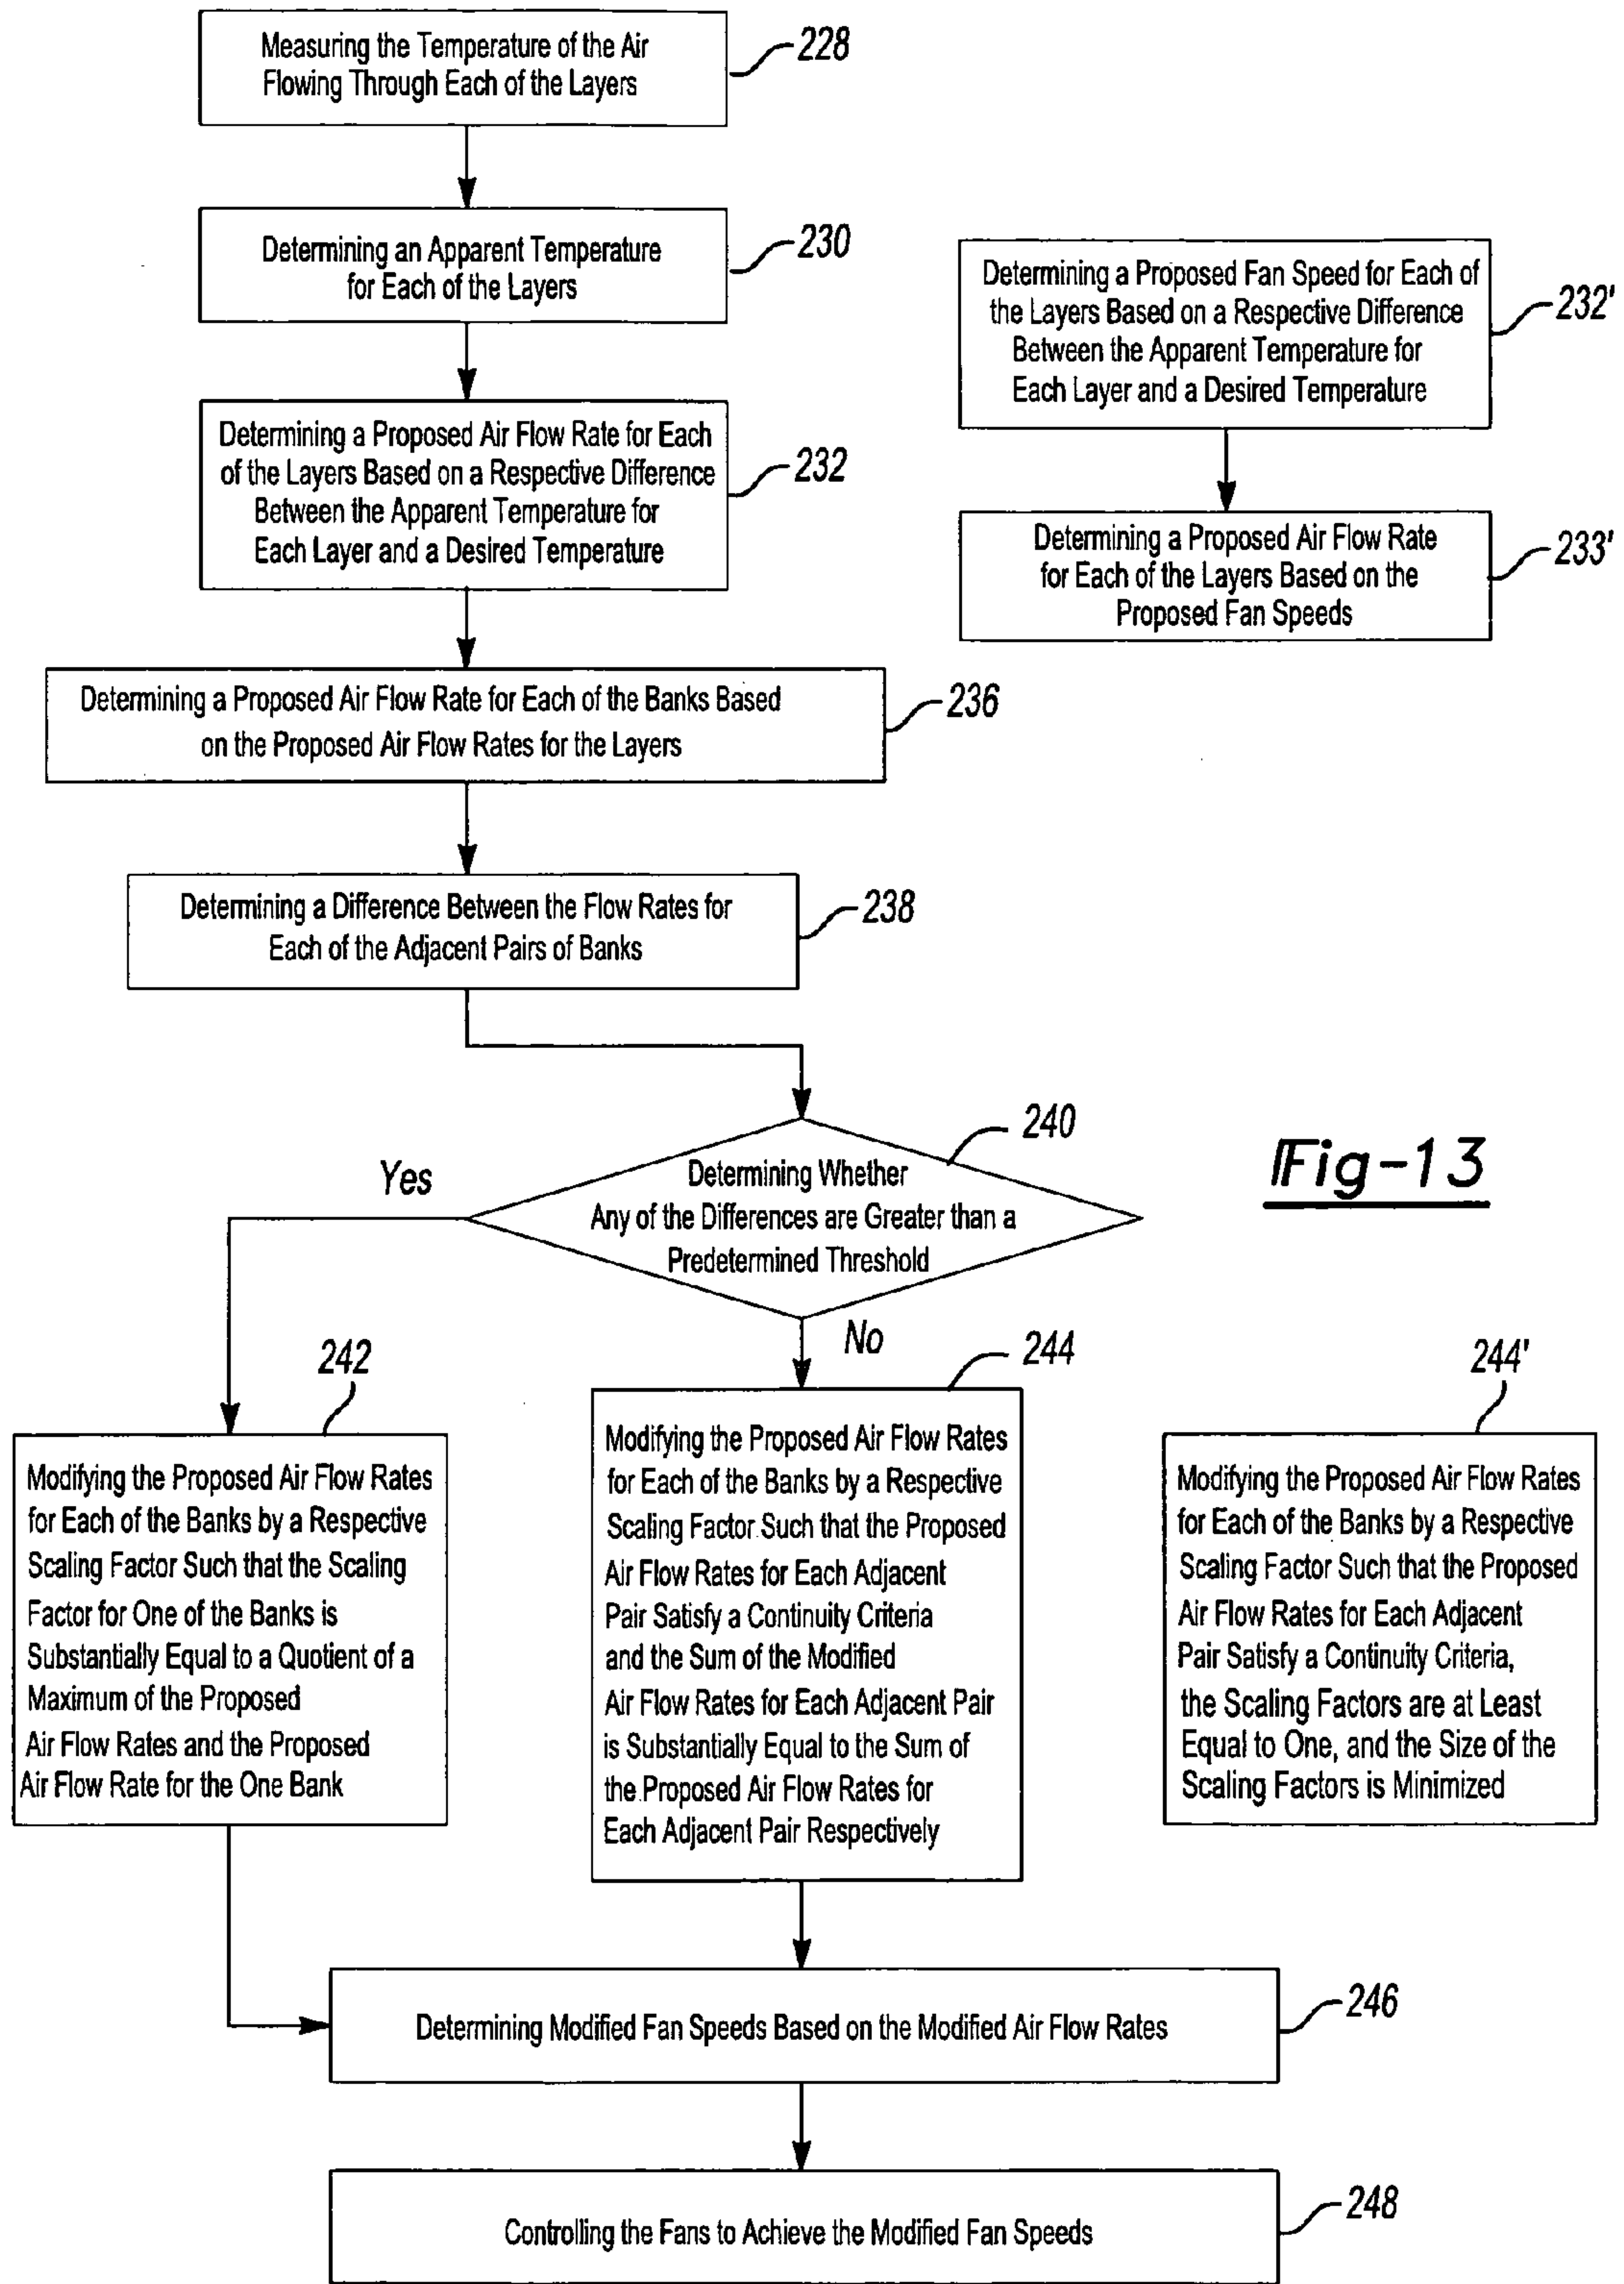 Measuring the Temperature of the Air
Flowing Through Each of the Layers
228
Determining an Apparent Temperature
for Each of the Layers
230
Determining a Proposed Air Flow Rate for Each
of the Layers Based on a Respective Difference
Between the Apparent Temperature for
Each Layer and a Desired Temperature
232
Determining a Proposed Fan Speed for Each of
the Layers Based on a Respective Difference
Between the Apparent Temperature for
Each Layer and a Desired Temperature
232'
Determining a Proposed Air Flow Rate
for Each of the Layers Based on the
Proposed Fan Speeds
233'
Determining a Proposed Air Flow Rate for Each of the Banks Based
on the Proposed Air Flow Rates for the Layers
236
Determining a Difference Between the Flow Rates for
Each of the Adjacent Pairs of Banks
238
240
Determining Whether
Any of the Differences are Greater than a
Predetermined Threshold
Yes
No
Fig-13
242
Modifying the Proposed Air Flow Rates
for Each of the Banks by a Respective
Scaling Factor Such that the Scaling
Factor for One of the Banks is
Substantially Equal to a Quotient of a
Maximum of the Proposed
Air Flow Rates and the Proposed
Air Flow Rate for the One Bank
244
Modifying the Proposed Air Flow Rates
for Each of the Banks by a Respective
Scaling Factor Such that the Proposed
Air Flow Rates for Each Adjacent
Pair Satisfy a Continuity Criteria
and the Sum of the Modified
Air Flow Rates for Each Adjacent Pair
is Substantially Equal to the Sum of
the Proposed Air Flow Rates for
Each Adjacent Pair Respectively
244'
Modifying the Proposed Air Flow Rates
for Each of the Banks by a Respective
Scaling Factor Such that the Proposed
Air Flow Rates for Each Adjacent
Pair Satisfy a Continuity Criteria,
the Scaling Factors are at Least
Equal to One, and the Size of the
Scaling Factors is Minimized
Determining Modified Fan Speeds Based on the Modified Air Flow Rates
246
Controlling the Fans to Achieve the Modified Fan Speeds
248